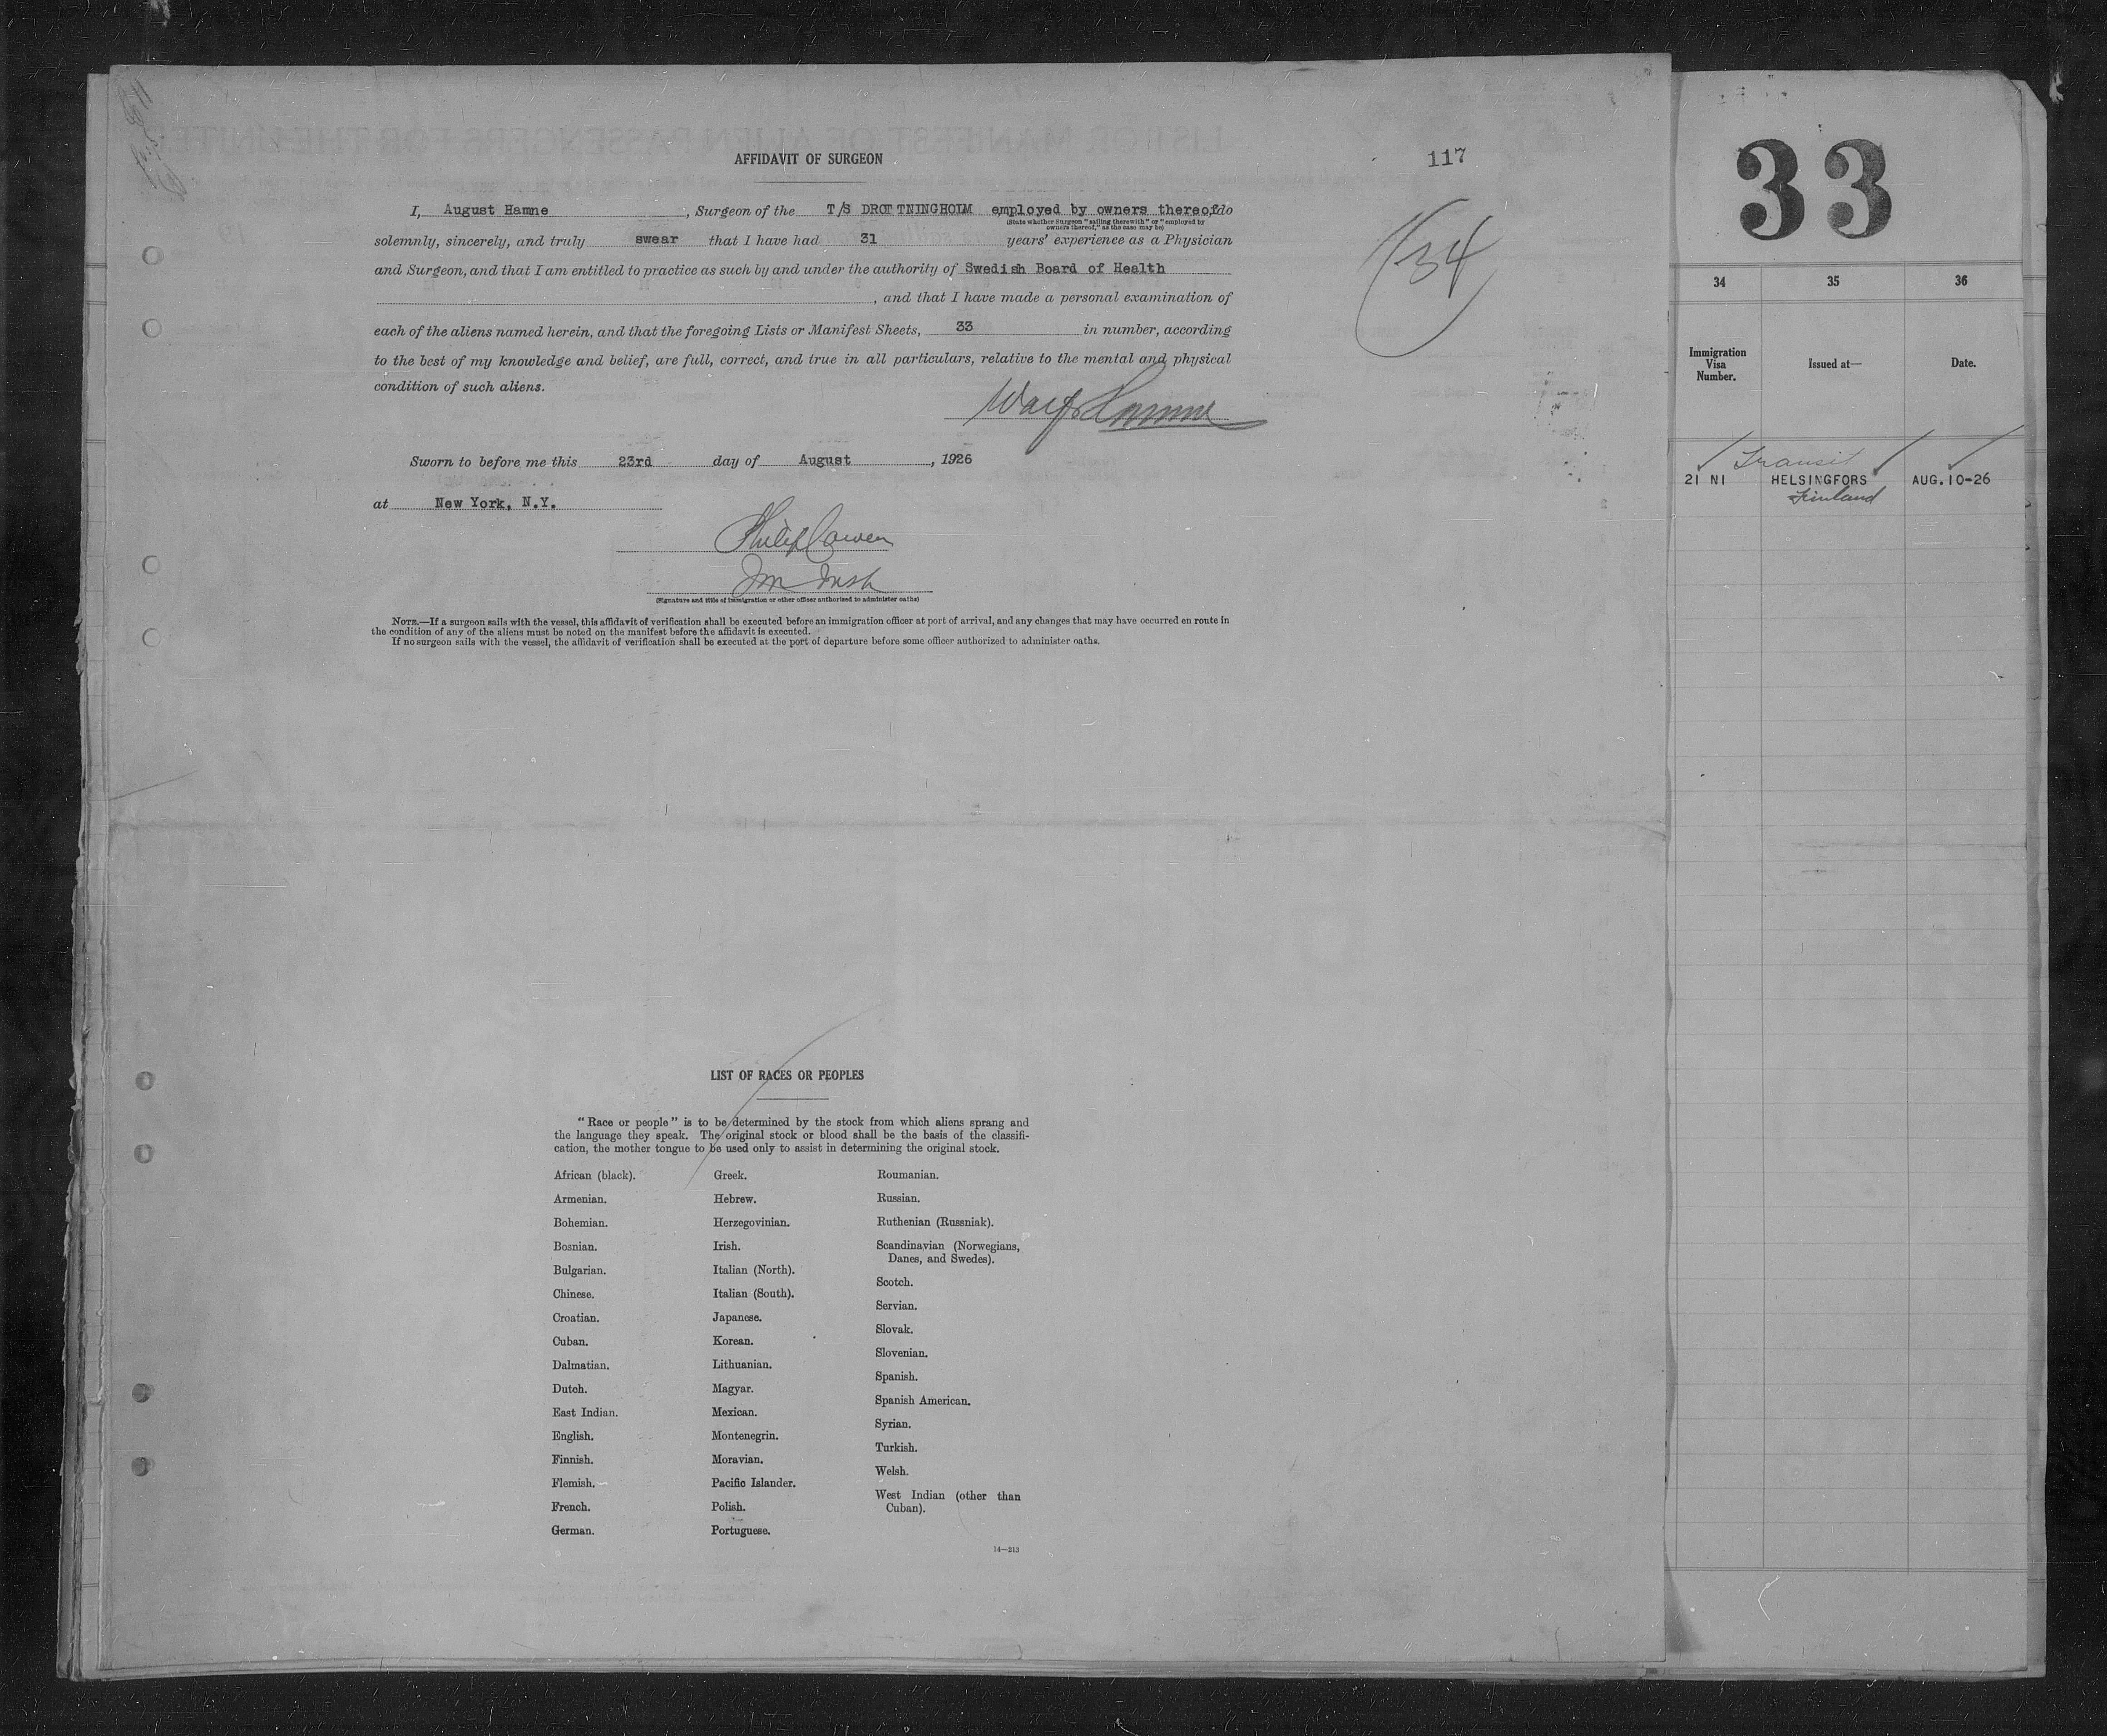 AFFIDAVIT OF SURGEON
117
I, August Hamne, Surgeon of the T/S DROTTNINGHOLM employed by owners thereof, do
(State whether Surgeon "sailing therewith" or "employed by
owners thereof," as the case may be)
solemnly, sincerely, and truly swear that I have had 31 years' experience as a Physician
and Surgeon, and that I am entitled to practice as such by and under the authority of Swedish Board of Health
, and that I have made a personal examination of
each of the aliens named herein, and that the foregoing Lists or Manifest Sheets, 33 in number, according
to the best of my knowledge and belief, are full, correct, and true in all particulars, relative to the mental and physical
condition of such aliens.
34
Sworn to before me this 23rd day of August, 1926
at New York, N.Y.
Philip Cowen
(Signature and title of immigration or other officer authorized to administer oaths)
NOTE.—If a surgeon sails with the vessel, this affidavit of verification shall be executed before an immigration officer at port of arrival, and any changes that may have occurred en route in
the condition of any of the aliens must be noted on the manifest before the affidavit is executed.
If no surgeon sails with the vessel, the affidavit of verification shall be executed at the port of departure before some officer authorized to administer oaths.
LIST OF RACES OR PEOPLES
"Race or people" is to be determined by the stock from which aliens sprang and
the language they speak. The original stock or blood shall be the basis of the classifi-
cation, the mother tongue to be used only to assist in determining the original stock.
African (black).
Armenian.
Bohemian.
Bosnian.
Bulgarian.
Chinese.
Croatian.
Cuban.
Dalmatian.
Dutch.
East Indian.
English.
Finnish.
Flemish.
French.
German.
Greek.
Hebrew.
Herzegovinian.
Irish.
Italian (North).
Italian (South).
Japanese.
Korean.
Lithuanian.
Magyar.
Mexican.
Montenegrin.
Moravian.
Pacific Islander.
Polish.
Portuguese.
Roumanian.
Russian.
Ruthenian (Russniak).
Scandinavian (Norwegians,
Danes, and Swedes).
Scotch.
Servian.
Slovak.
Slovenian.
Spanish.
Spanish American.
Syrian.
Turkish.
Welsh.
West Indian (other than
Cuban).
14—213
33
34 35 36
Immigration
Visa
Number.
Issued at—
Date.
Transit
21 NI HELSINGFORS AUG. 10-26
Finland